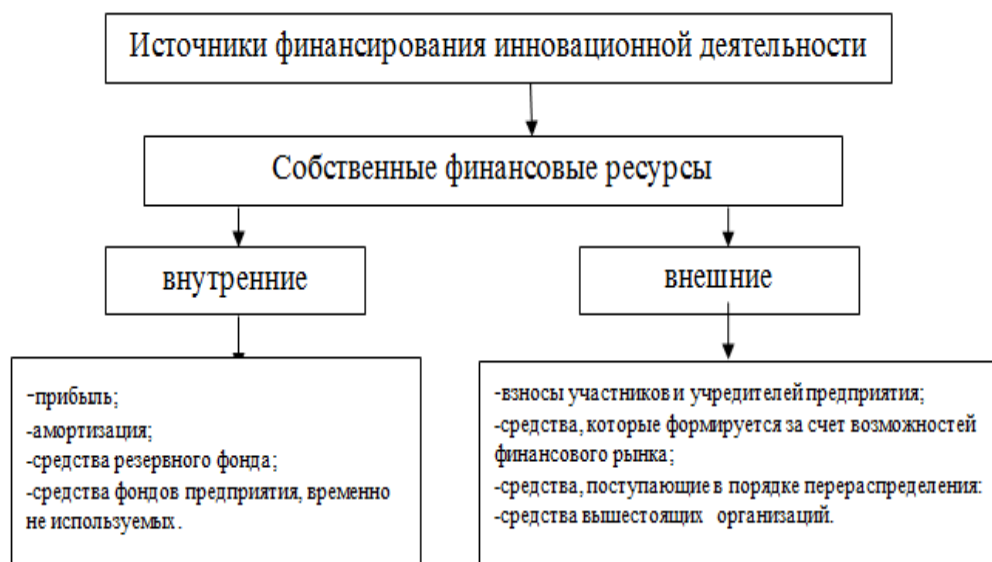 Источники финансирования инновационной деятельности
Собственные финансовые ресурсы
внутренние
внешние
-прибыль;
-амортизация;
-средства резервного фонда;
-средства фондов предприятия, временно
не используемых.
-взносы участников и учредителей предприятия;
-средства, которые формируется за счет возможностей
финансового рынка;
-средства, поступающие в порядке перераспределения:
-средства вышестоящих организаций.